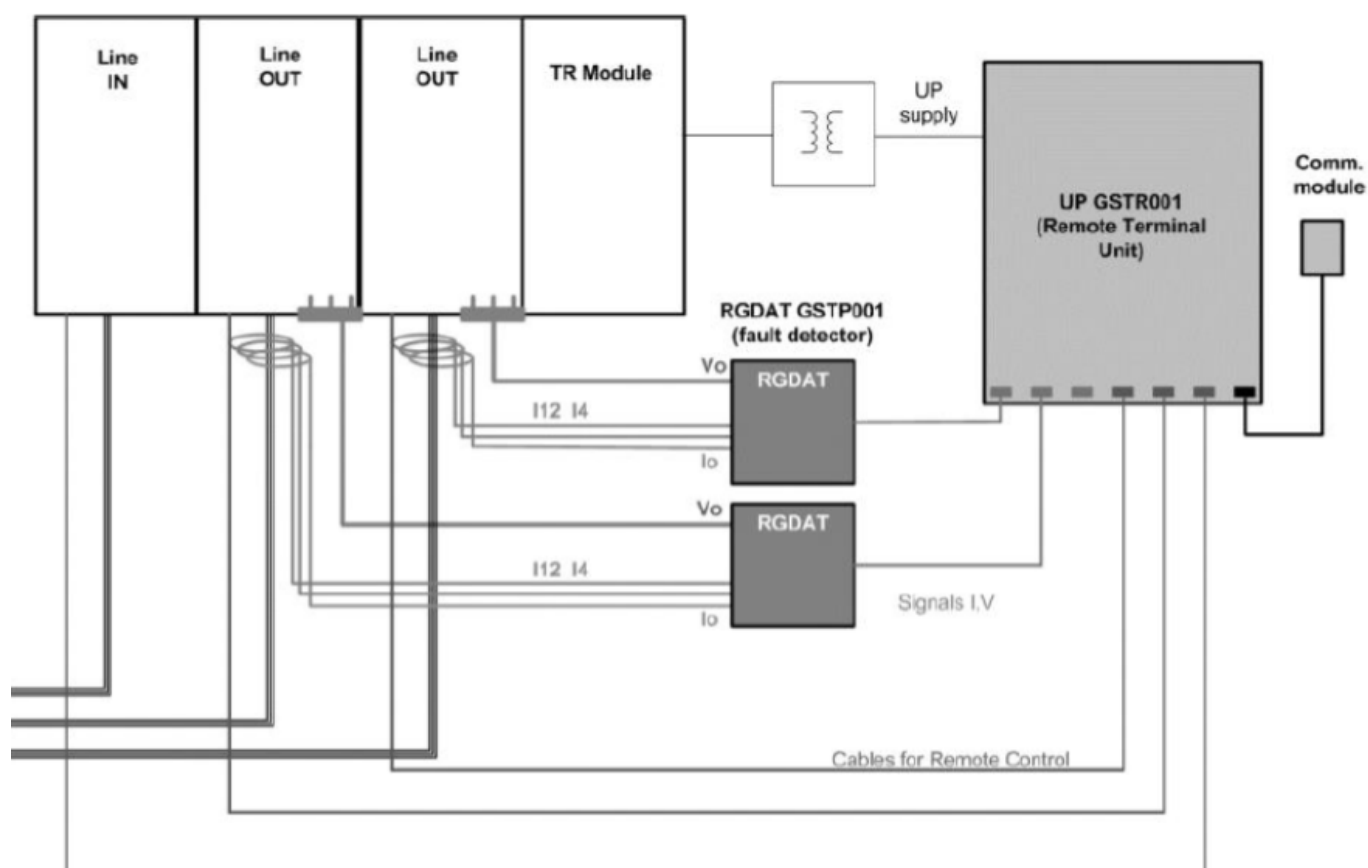 Line
IN
Line
OUT
Line
OUT
TR Module
UP
supply
UP GSTR001
(Remote Terminal
Unit)
Comm.
module
RGDAT GSTP001
(fault detector)
Vo
RGDAT
I12 I4
Io
Vo
RGDAT
I12 I4
Io
Signals I.V
Cables for Remote Control